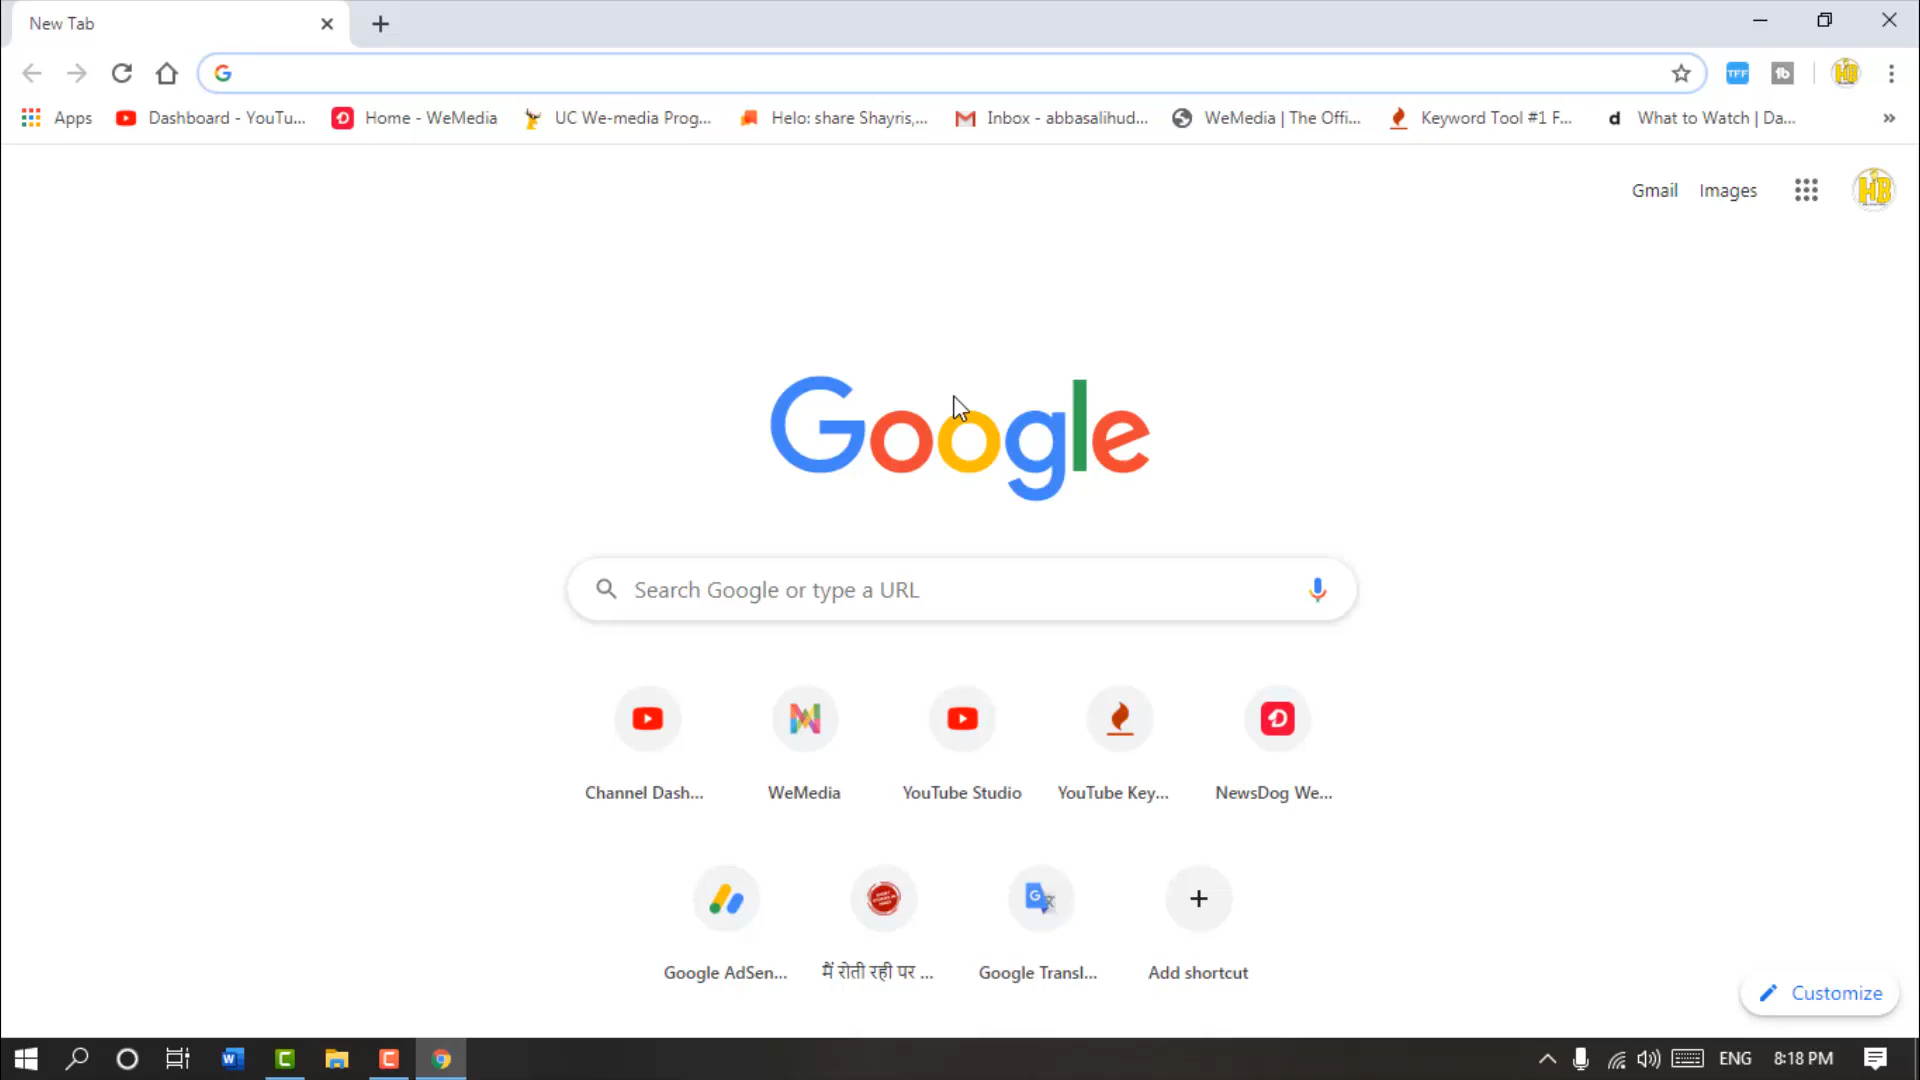 New Tab
TFF
Apps
Dashboard - YouTu...
Home - WeMedia
UC We-media Prog...
Helo: share Shayris,...
Inbox - abbasalihud...
WeMedia | The Offi...
Keyword Tool #1 F...
What to Watch | Da...
Gmail
Images
HB
Google
Search Google or type a URL
Channel Dash...
WeMedia
YouTube Studio
YouTube Key...
NewsDog We...
Google AdSen...
मैं रोती रही पर ...
Google Transl...
Add shortcut
Customize
ENG
8:18 PM